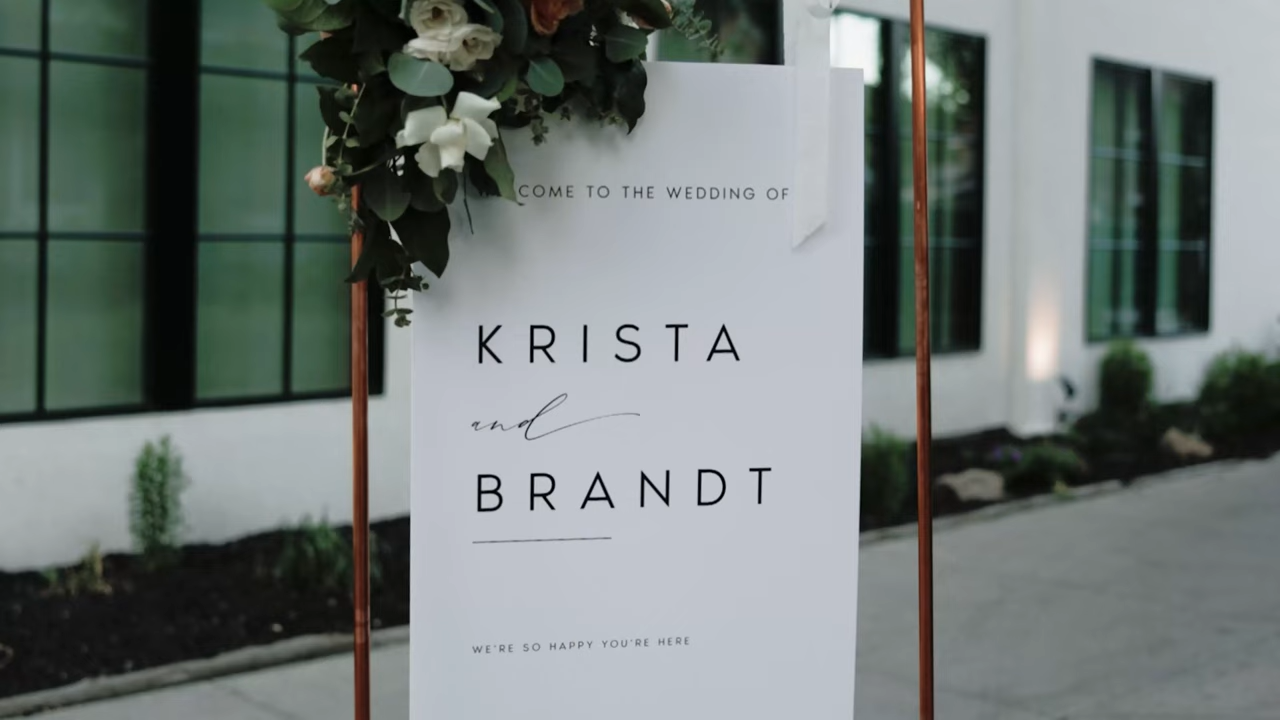 COME TO THE WEDDING OF
KRISTA
and
BRANDT
WE'RE SO HAPPY YOU'RE HERE